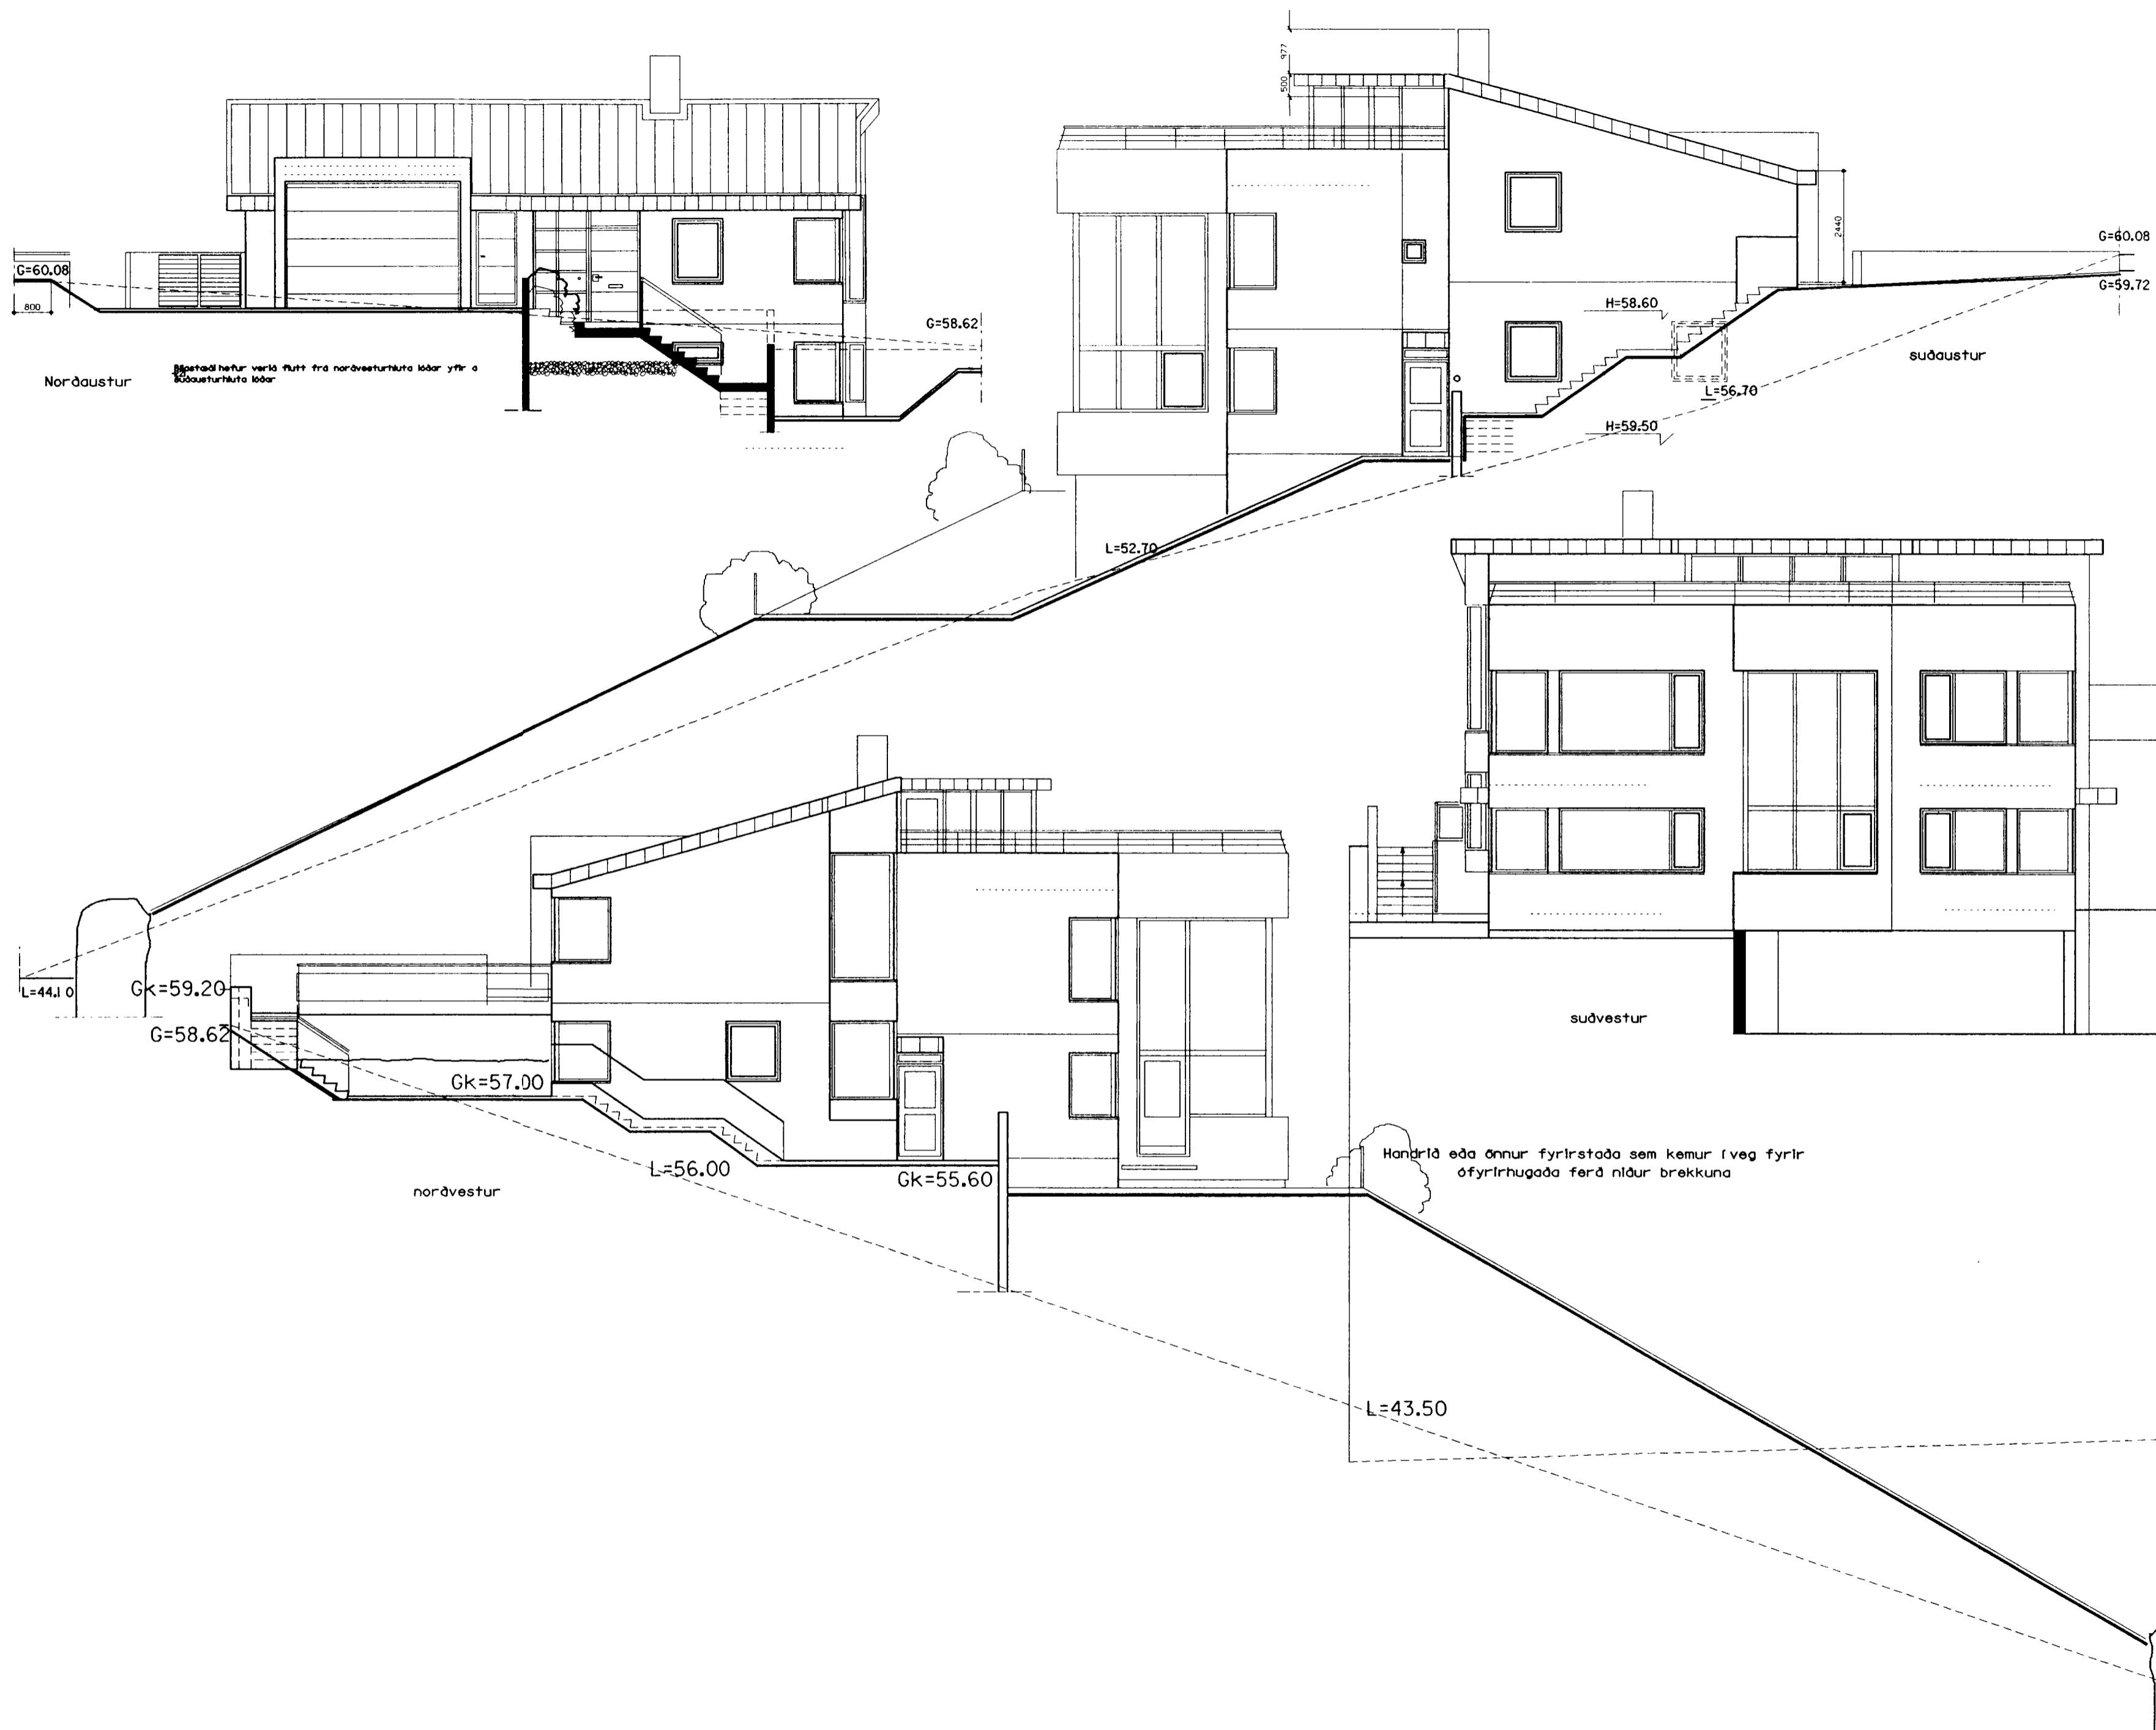 977
500
2440
G=60.08
800
G=58.62
Norðaustur
hefur verið flutt frá norðvesturhluta lóðar yfir á
suðausturhluta lóðar
G=60.08
G=59.72
H=58.60
suðaustur
L=56.70
H=59.50
L=52.70
L=44.10
Gk=59.20
G=58.62
Gk=57.00
L=56.00
Gk=55.60
norðvestur
suðvestur
Handrið eða önnur fyrirstaða sem kemur í veg fyrir
ófyrirhugaða ferð niður brekkuna
L=43.50